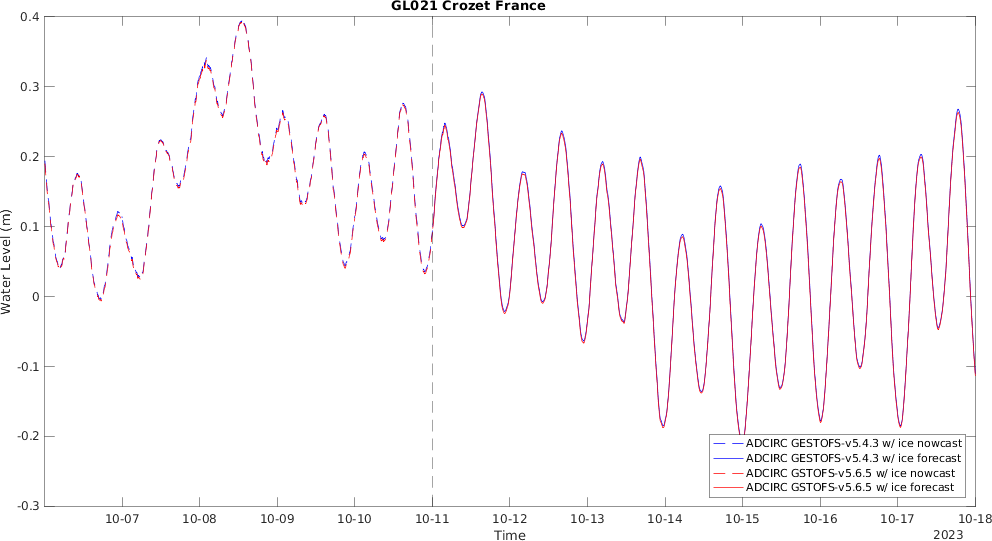 GL021 Crozet France
0.4
0.3
0.2
0.1
0
-0.1
-0.2
-0.3
Water Level (m)
ADCIRC GESTOFS-v5.4.3 w/ ice nowcast
ADCIRC GESTOFS-v5.4.3 w/ ice forecast
ADCIRC GSTOFS-v5.6.5 w/ ice nowcast
ADCIRC GSTOFS-v5.6.5 w/ ice forecast
10-07 10-08 10-09 10-10 10-11 10-12 10-13 10-14 10-15 10-16 10-17 10-18
Time
2023